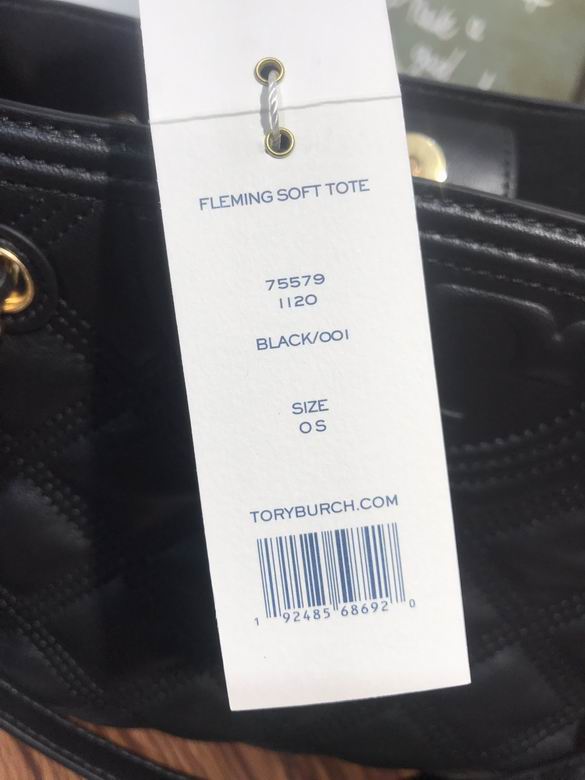 FLEMING SOFT TOTE
75579
1120
BLACK/001
SIZE
OS
TORYBURCH.COM
1 92485 68692 0